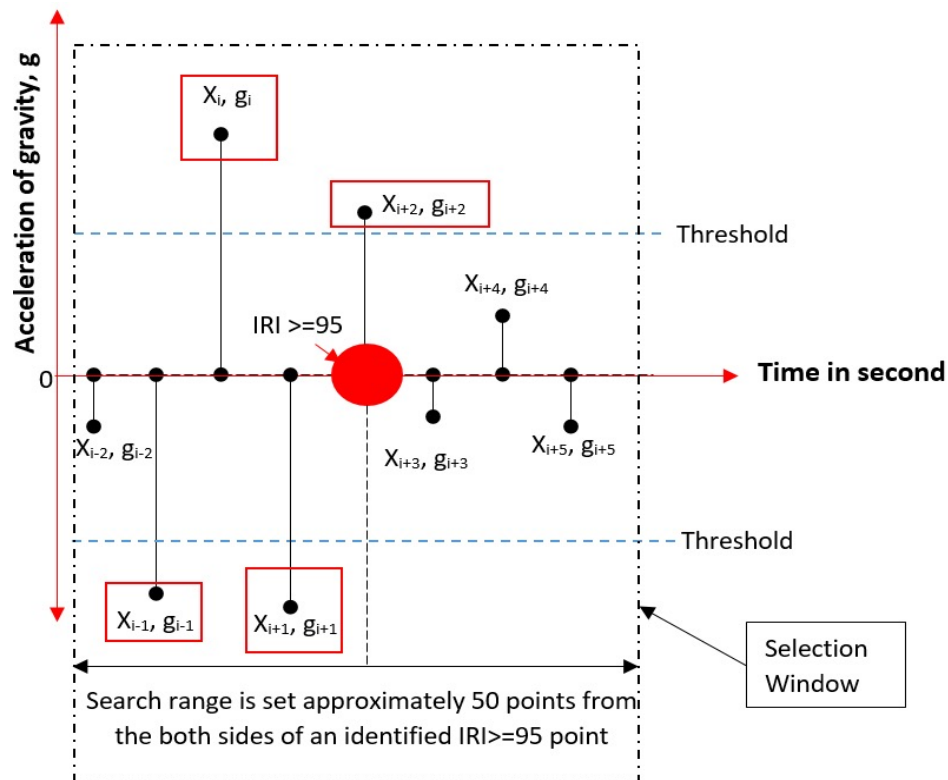 Acceleration of gravity, g
Xi, gi
Xi+2, gi+2
Threshold
Xi+4, gi+4
IRI >=95
0
Time in second
Xi-2, gi-2
Xi+3, gi+3
Xi+5, gi+5
Threshold
Xi-1, gi-1
Xi+1, gi+1
Selection
Window
Search range is set approximately 50 points from
the both sides of an identified IRI>=95 point